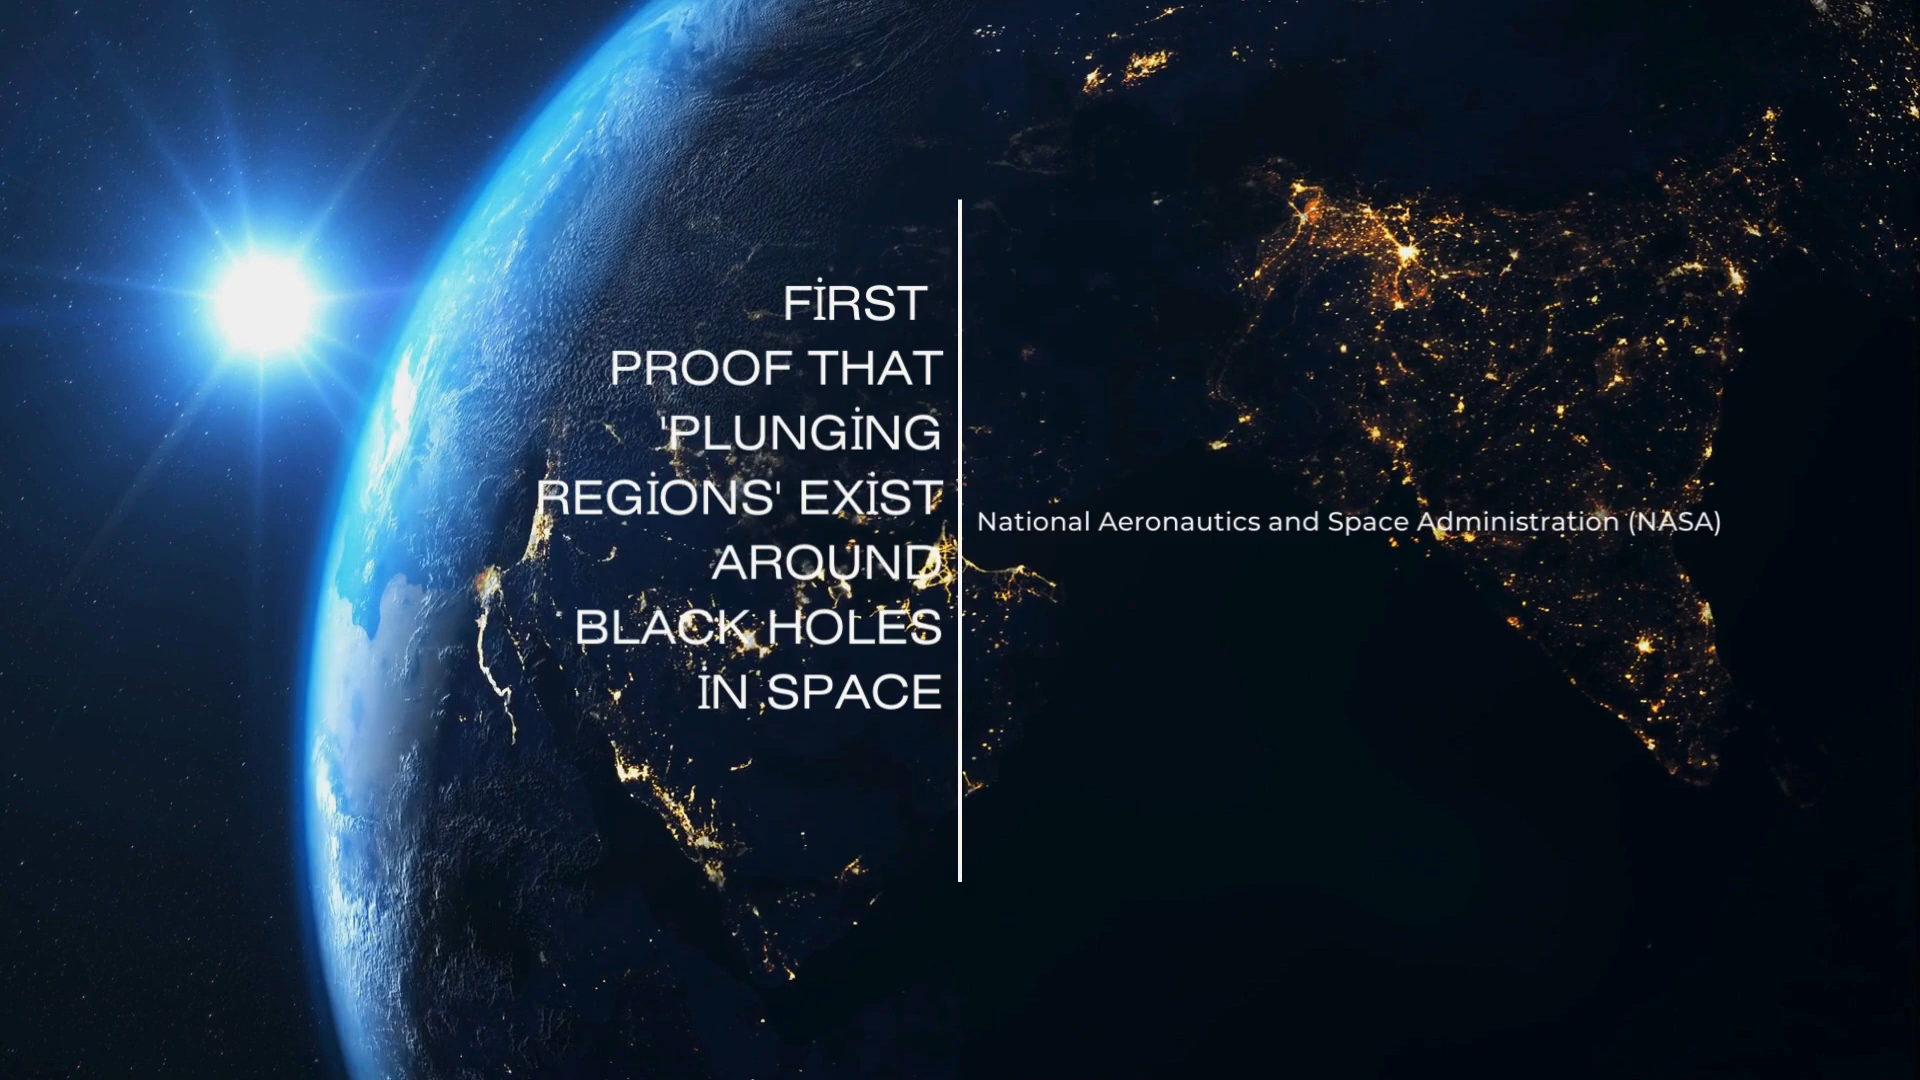 FİRST
PROOF THAT
'PLUNGİNG
REGİONS' EXİST
AROUND
BLACK HOLES
İN SPACE
National Aeronautics and Space Administration (NASA)